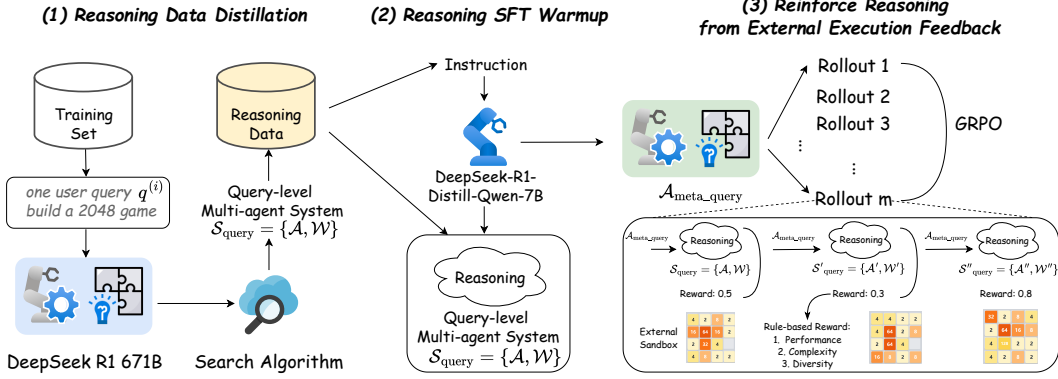 (1) Reasoning Data Distillation
Training
Set
one user query q^{(i)}
build a 2048 game
DeepSeek R1 671B
Reasoning
Data
Query-level
Multi-agent System
S_query = {A, W}
Search Algorithm
(2) Reasoning SFT Warmup
Instruction
DeepSeek-R1-
Distill-Qwen-7B
Reasoning
Query-level
Multi-agent System
S_query = {A, W}
(3) Reinforce Reasoning
from External Execution Feedback
A_meta_query
Rollout 1
Rollout 2
Rollout 3
...
...
Rollout m
GRPO
A_meta_query
Reasoning
S_query = {A, W}
Reward: 0.5
A_meta_query
Reasoning
S'_query = {A', W'}
Reward: 0.3
A_meta_query
Reasoning
S''_query = {A'', W''}
Reward: 0.8
External
Sandbox
Rule-based Reward:
1. Performance
2. Complexity
3. Diversity